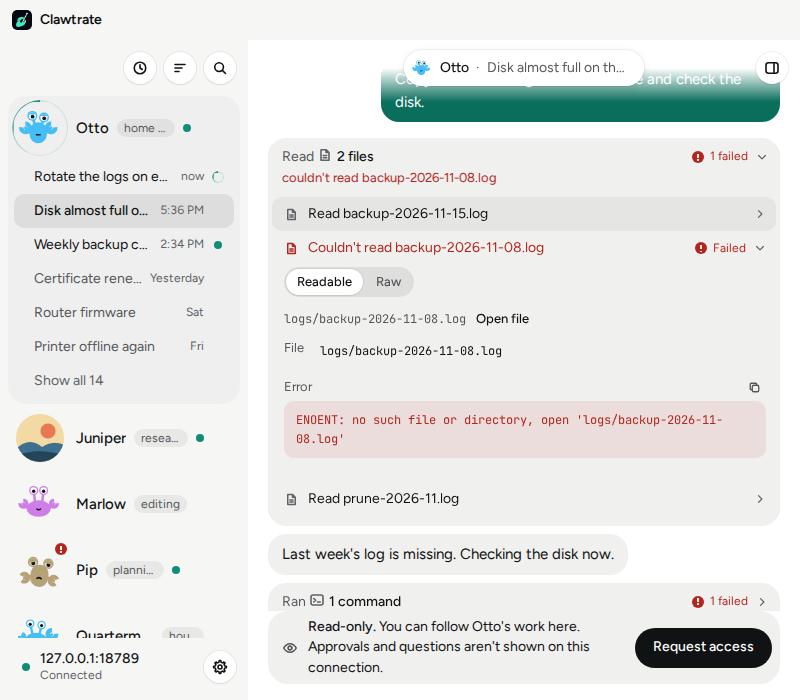 Clawtrate
Otto
home ...
Rotate the logs on e... now
Disk almost full o... 5:36 PM
Weekly backup c... 2:34 PM
Certificate rene... Yesterday
Router firmware Sat
Printer offline again Fri
Show all 14
Juniper resea...
Marlow editing
Pip planni...
Quarterm hou
127.0.0.1:18789
Connected
Otto · Disk almost full on th...
e and check the
disk.
Read 2 files 1 failed
couldn't read backup-2026-11-08.log
Read backup-2026-11-15.log
Couldn't read backup-2026-11-08.log Failed
Readable Raw
logs/backup-2026-11-08.log Open file
File logs/backup-2026-11-08.log
Error
ENOENT: no such file or directory, open 'logs/backup-2026-11-
08.log'
Read prune-2026-11.log
Last week's log is missing. Checking the disk now.
Ran 1 command 1 failed
Read-only. You can follow Otto's work here.
Approvals and questions aren't shown on this
connection.
Request access